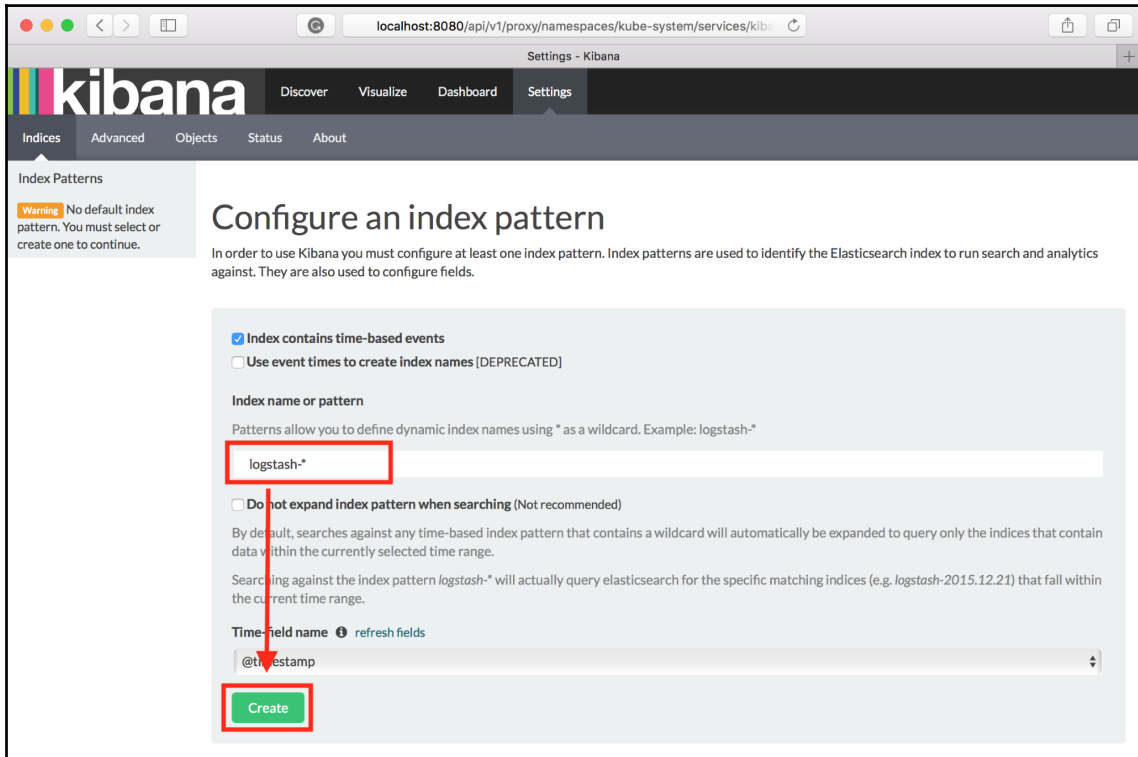 localhost:8080/api/v1/proxy/namespaces/kube-system/services/kiba
Settings - Kibana
kibana
Discover Visualize Dashboard Settings
Indices Advanced Objects Status About
Index Patterns
Warning No default index
pattern. You must select or
create one to continue.
Configure an index pattern
In order to use Kibana you must configure at least one index pattern. Index patterns are used to identify the Elasticsearch index to run search and analytics
against. They are also used to configure fields.
Index contains time-based events
Use event times to create index names [DEPRECATED]
Index name or pattern
Patterns allow you to define dynamic index names using * as a wildcard. Example: logstash-*
logstash-*
Do not expand index pattern when searching (Not recommended)
By default, searches against any time-based index pattern that contains a wildcard will automatically be expanded to query only the indices that contain
data within the currently selected time range.
Searching against the index pattern logstash-* will actually query elasticsearch for the specific matching indices (e.g. logstash-2015.12.21) that fall within
the current time range.
Time-field name refresh fields
@timestamp
Create